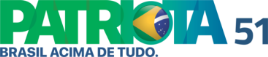 PATRIOTA 51
BRASIL ACIMA DE TUDO.